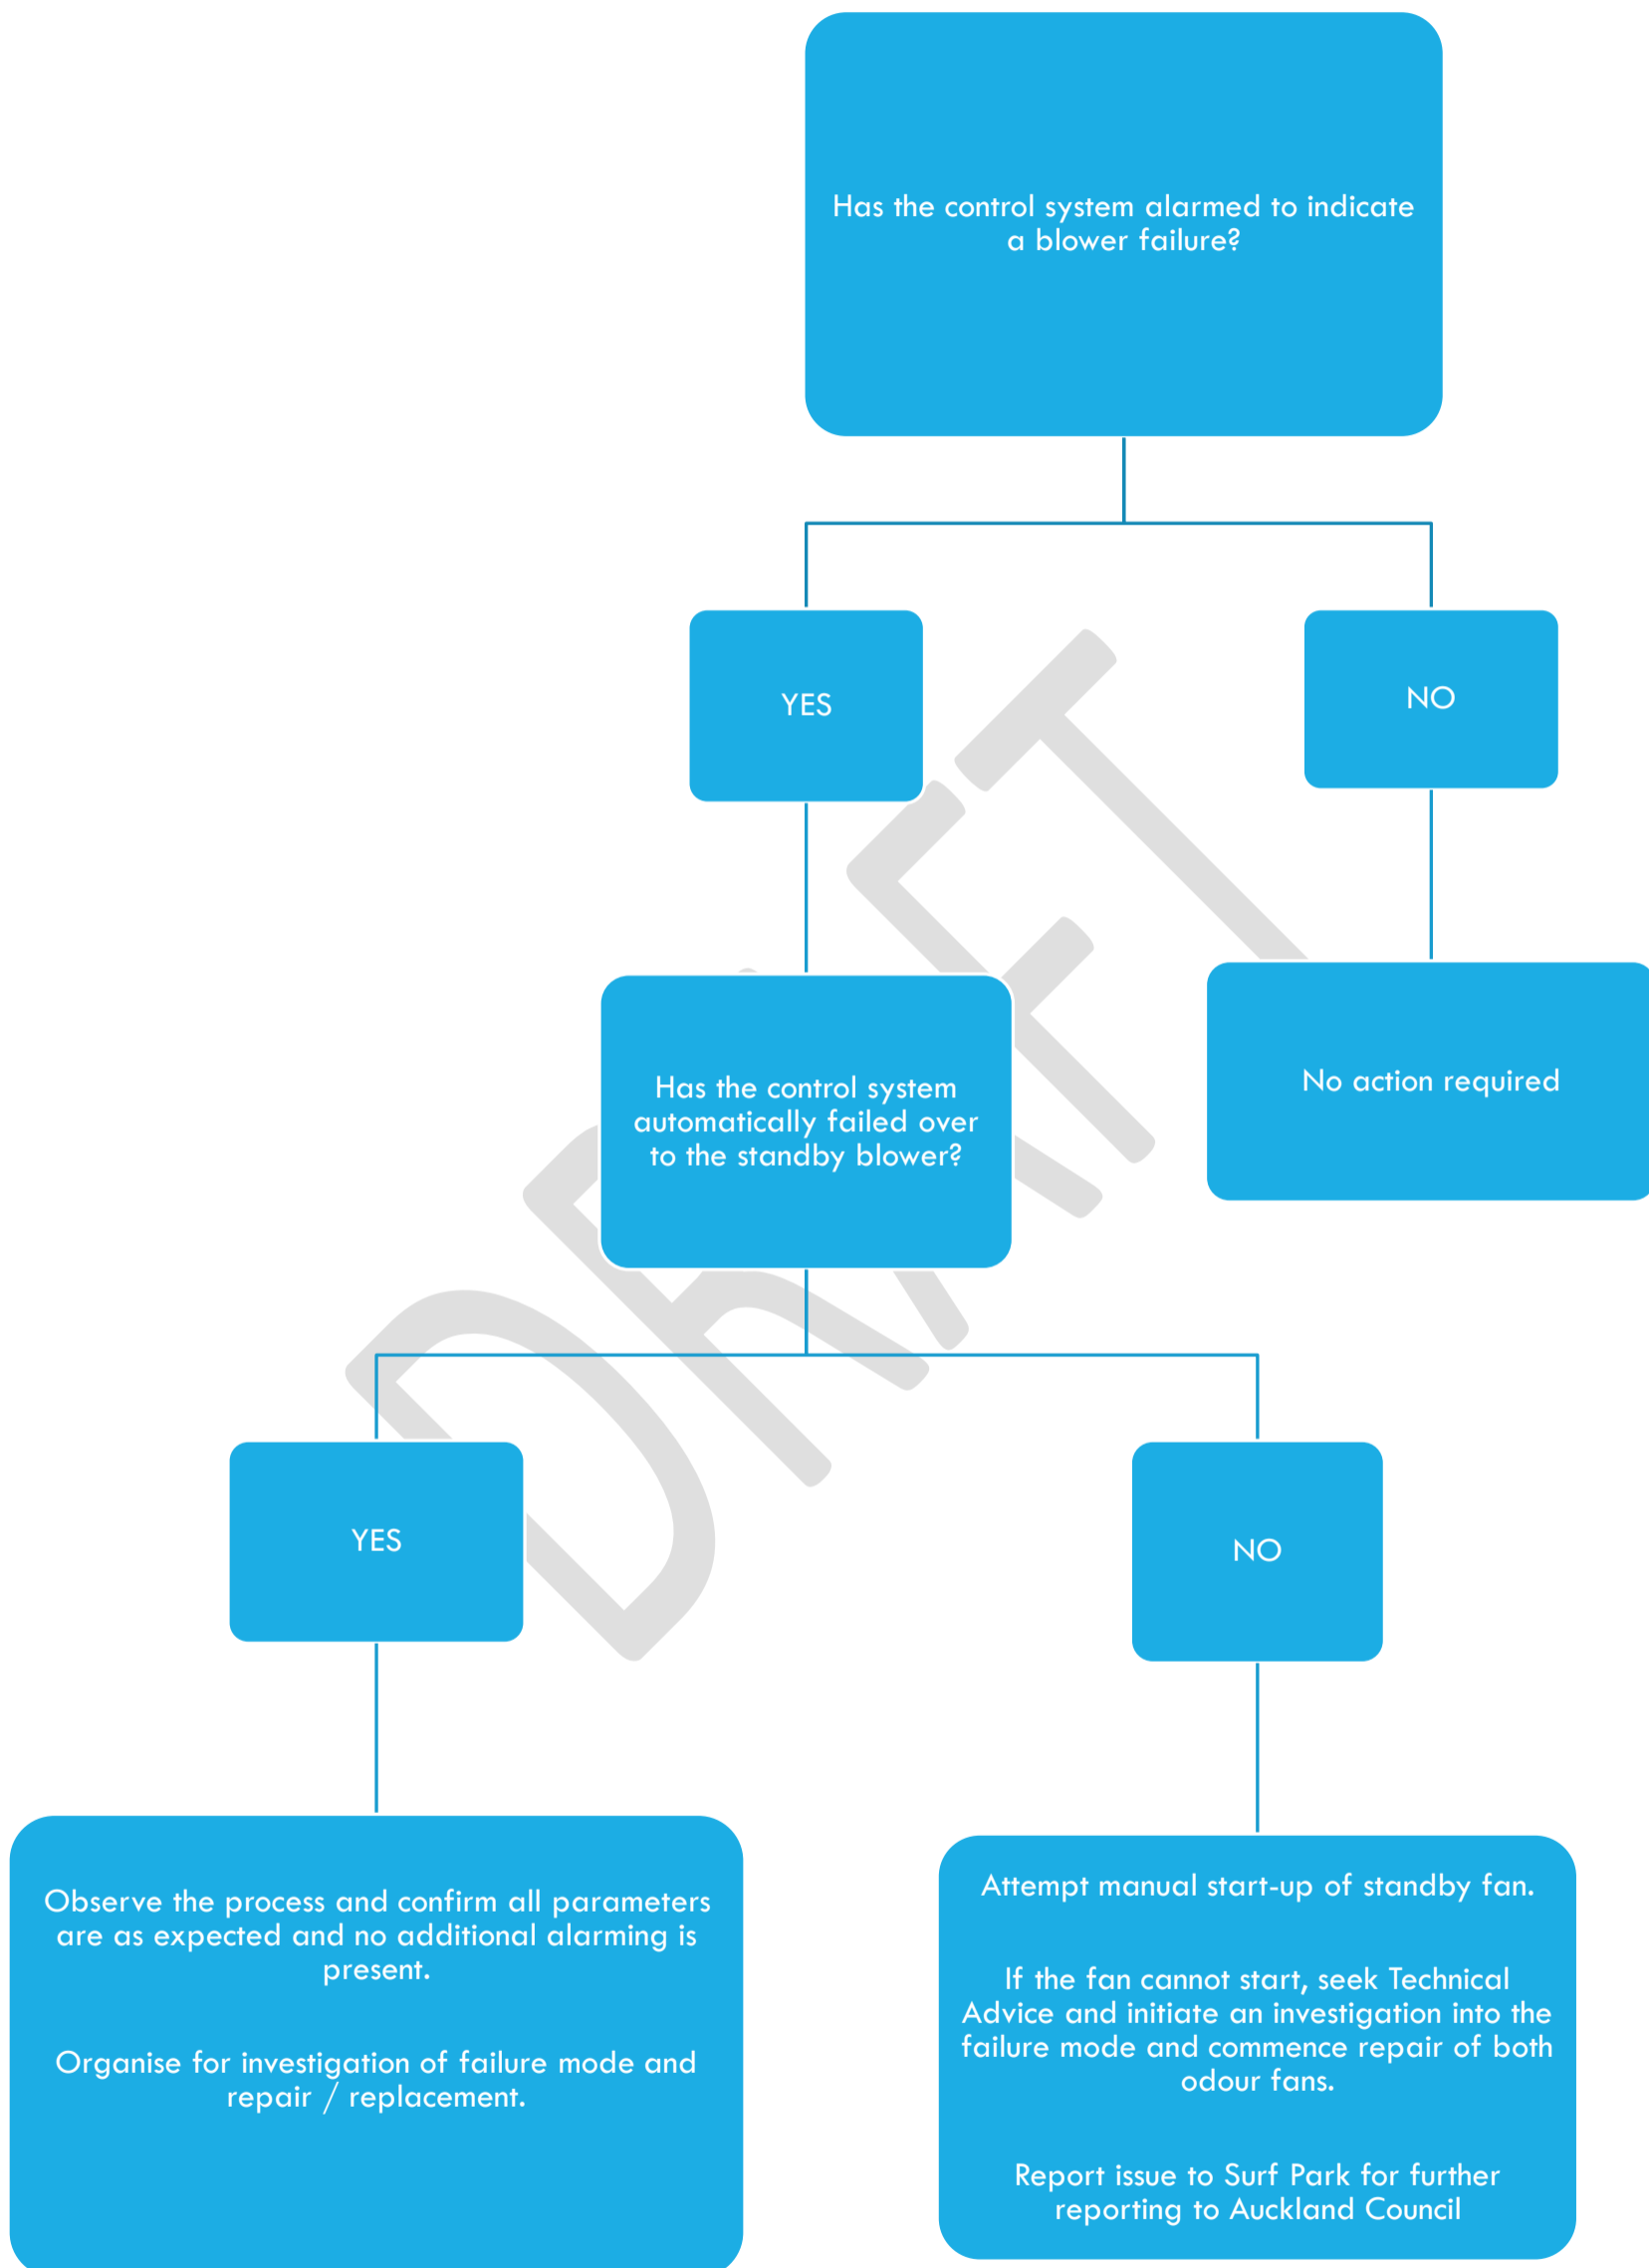 Has the control system alarmed to indicate
a blower failure?
YES
NO
Has the control system
automatically failed over
to the standby blower?
No action required
YES
NO
Observe the process and confirm all parameters
are as expected and no additional alarming is
present.
Organise for investigation of failure mode and
repair / replacement.
Attempt manual start-up of standby fan.
If the fan cannot start, seek Technical
Advice and initiate an investigation into the
failure mode and commence repair of both
odour fans.
Report issue to Surf Park for further
reporting to Auckland Council
DRAFT